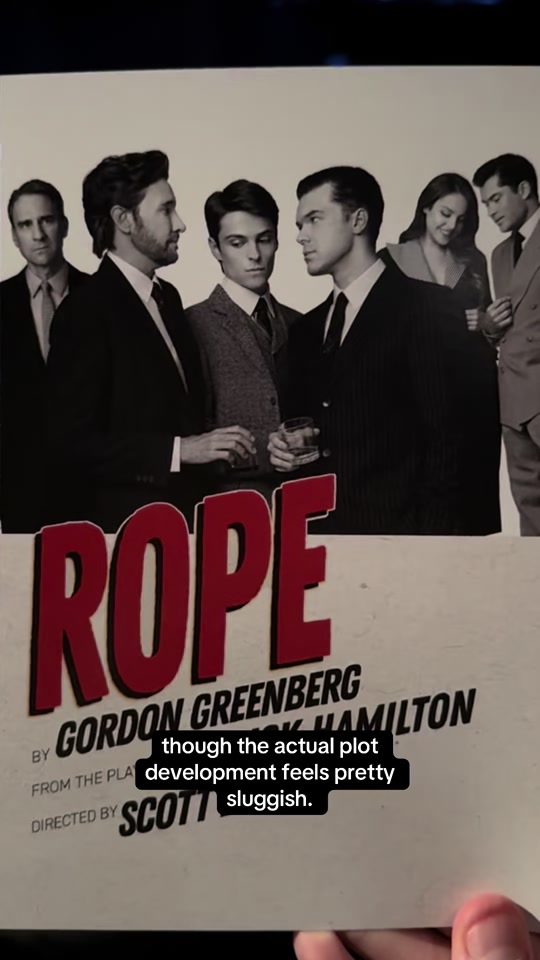 ROPE
BY GORDON GREENBERG
FROM THE PLA HAMILTON
DIRECTED BY SCOTT
though the actual plot
development feels pretty
sluggish.